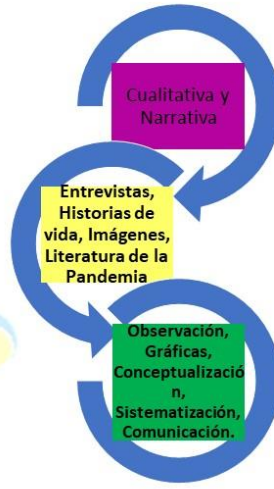 Cualitativa y
Narrativa
Entrevistas,
Historias de
vida, Imágenes,
Literatura de la
Pandemia
Observación,
Gráficas,
Conceptualizació
n,
Sistematización,
Comunicación.